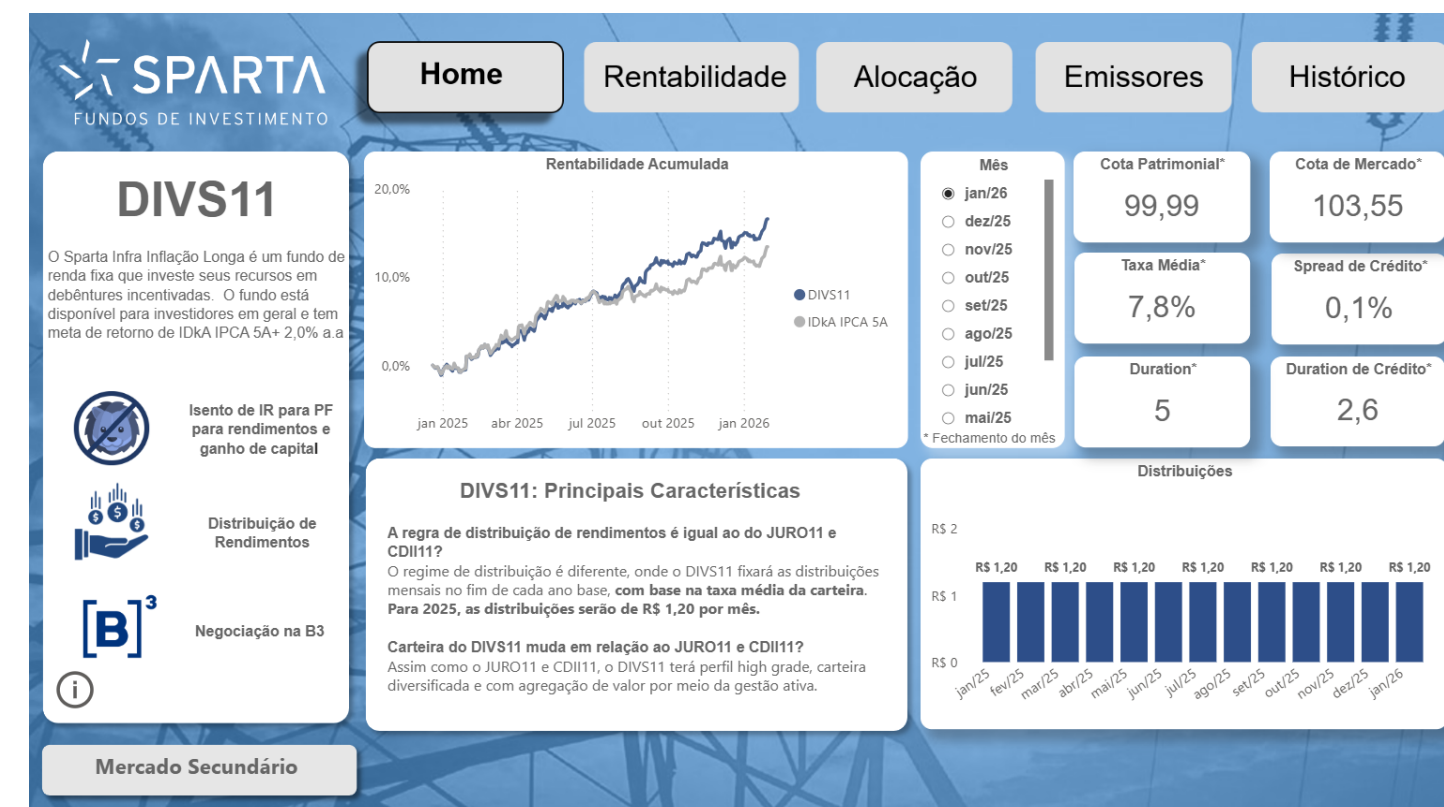 SPARTA
FUNDOS DE INVESTIMENTO
Home
Rentabilidade
Alocação
Emissores
Histórico
DIVS11
O Sparta Infra Inflação Longa é um fundo de
renda fixa que investe seus recursos em
debêntures incentivadas. O fundo está
disponível para investidores em geral e tem
meta de retorno de IDkA IPCA 5A+ 2,0% a.a
Isento de IR para PF
para rendimentos e
ganho de capital
Distribuição de
Rendimentos
[B]³
Negociação na B3
i
Mercado Secundário
Rentabilidade Acumulada
20,0%
10,0%
0,0%
jan 2025 abr 2025 jul 2025 out 2025 jan 2026
DIVS11
IDkA IPCA 5A
Mês
jan/26
dez/25
nov/25
out/25
set/25
ago/25
jul/25
jun/25
mai/25
* Fechamento do mês
Cota Patrimonial*
99,99
Cota de Mercado*
103,55
Taxa Média*
7,8%
Spread de Crédito*
0,1%
Duration*
5
Duration de Crédito*
2,6
DIVS11: Principais Características
A regra de distribuição de rendimentos é igual ao do JURO11 e
CDII11?
O regime de distribuição é diferente, onde o DIVS11 fixará as distribuições
mensais no fim de cada ano base, com base na taxa média da carteira.
Para 2025, as distribuições serão de R$ 1,20 por mês.
Carteira do DIVS11 muda em relação ao JURO11 e CDII11?
Assim como o JURO11 e CDI11, o DIVS11 terá perfil high grade, carteira
diversificada e com agregação de valor por meio da gestão ativa.
Distribuições
R$ 2
R$ 1,20 R$ 1,20 R$ 1,20 R$ 1,20 R$ 1,20 R$ 1,20 R$ 1,20
R$ 1
R$ 0
jan/25 fev/25 mar/25 abr/25 mai/25 jun/25 jul/25 ago/25 set/25 out/25 nov/25 dez/25 jan/26